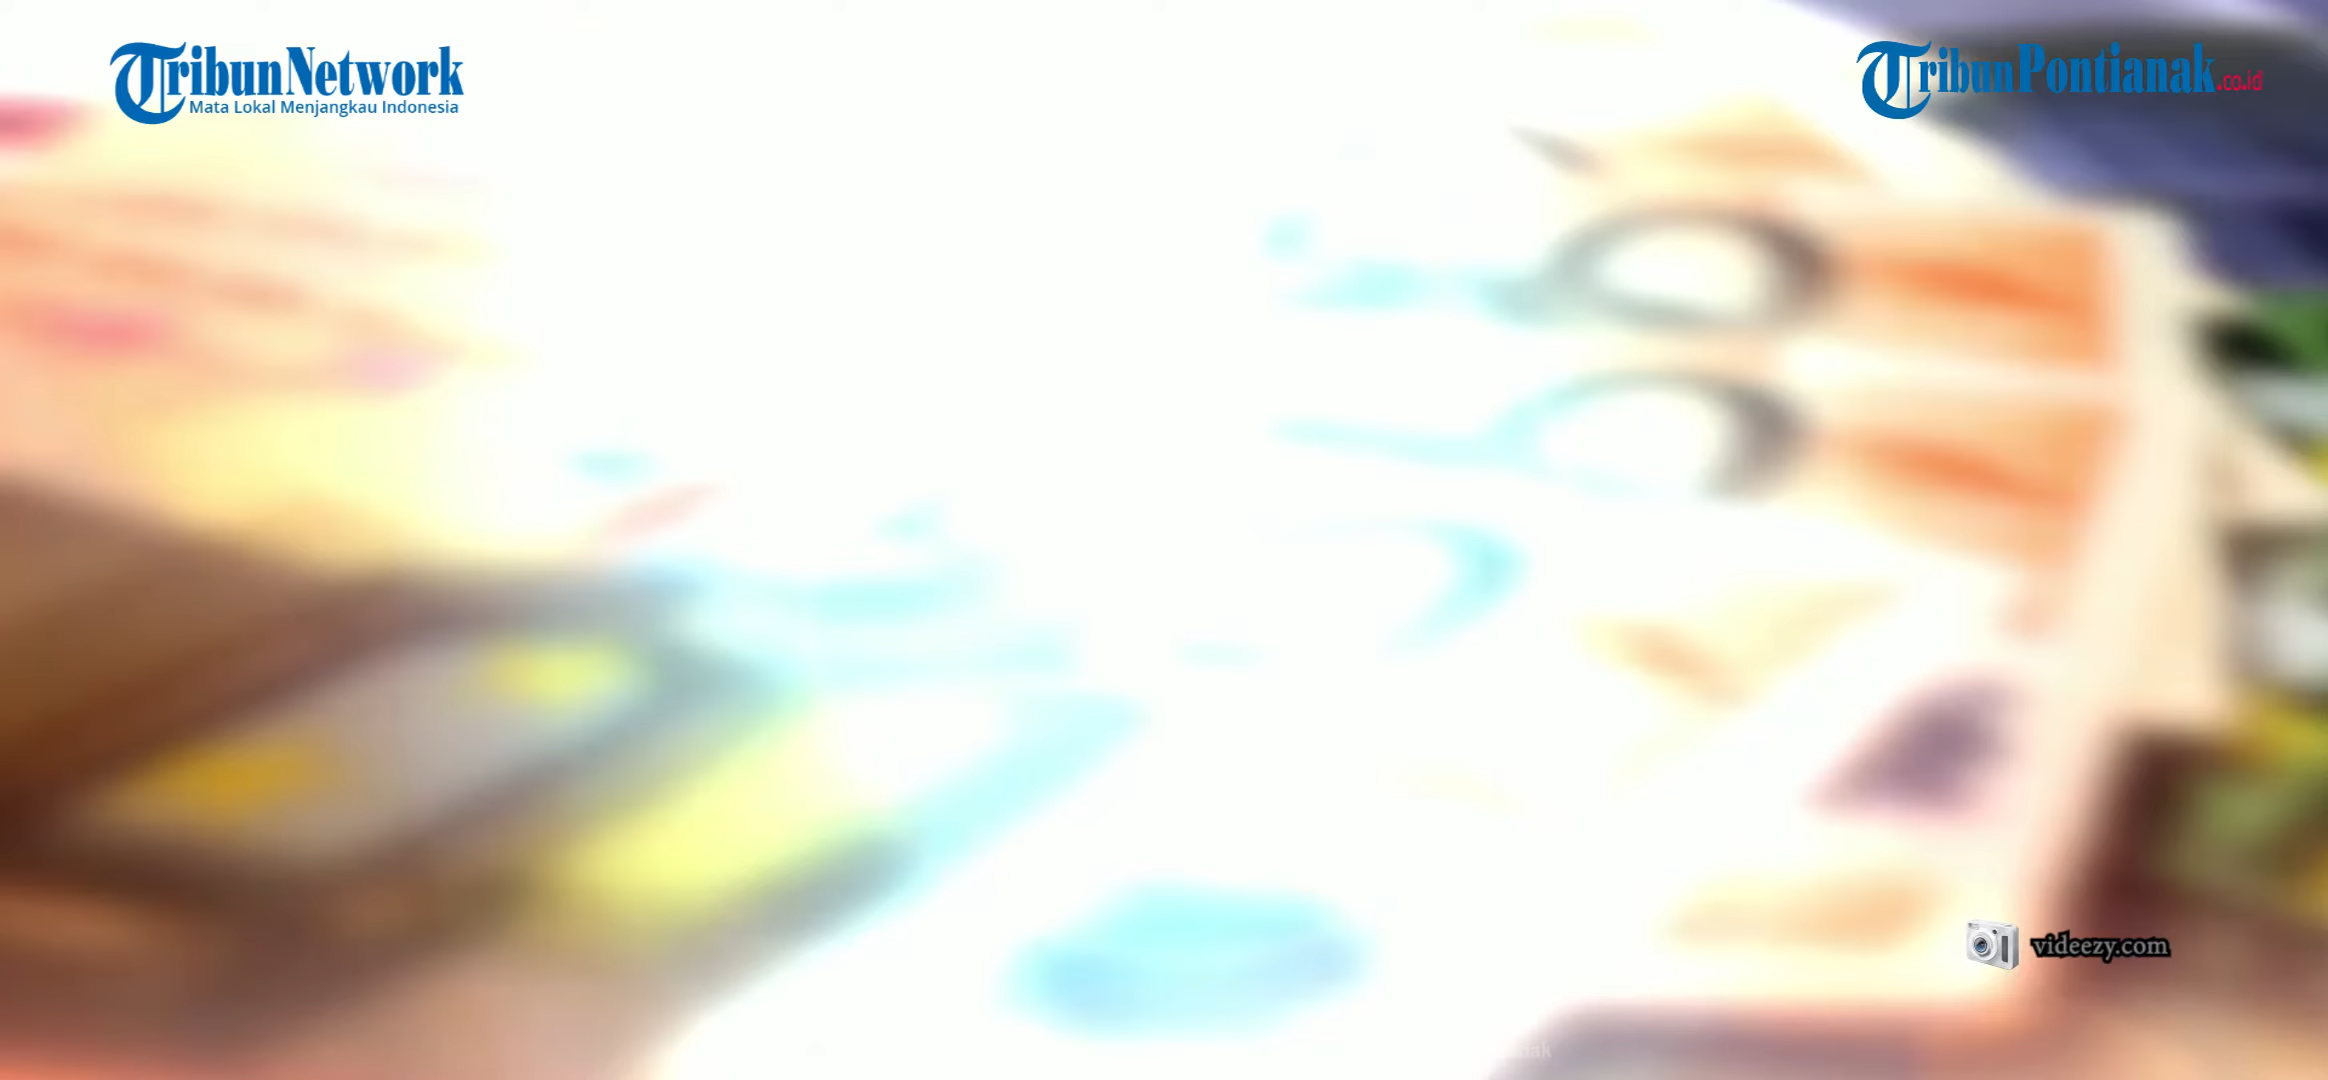 TribunNetwork
Mata Lokal Menjangkau Indonesia
TribunPontianak.co.id
videezy.com